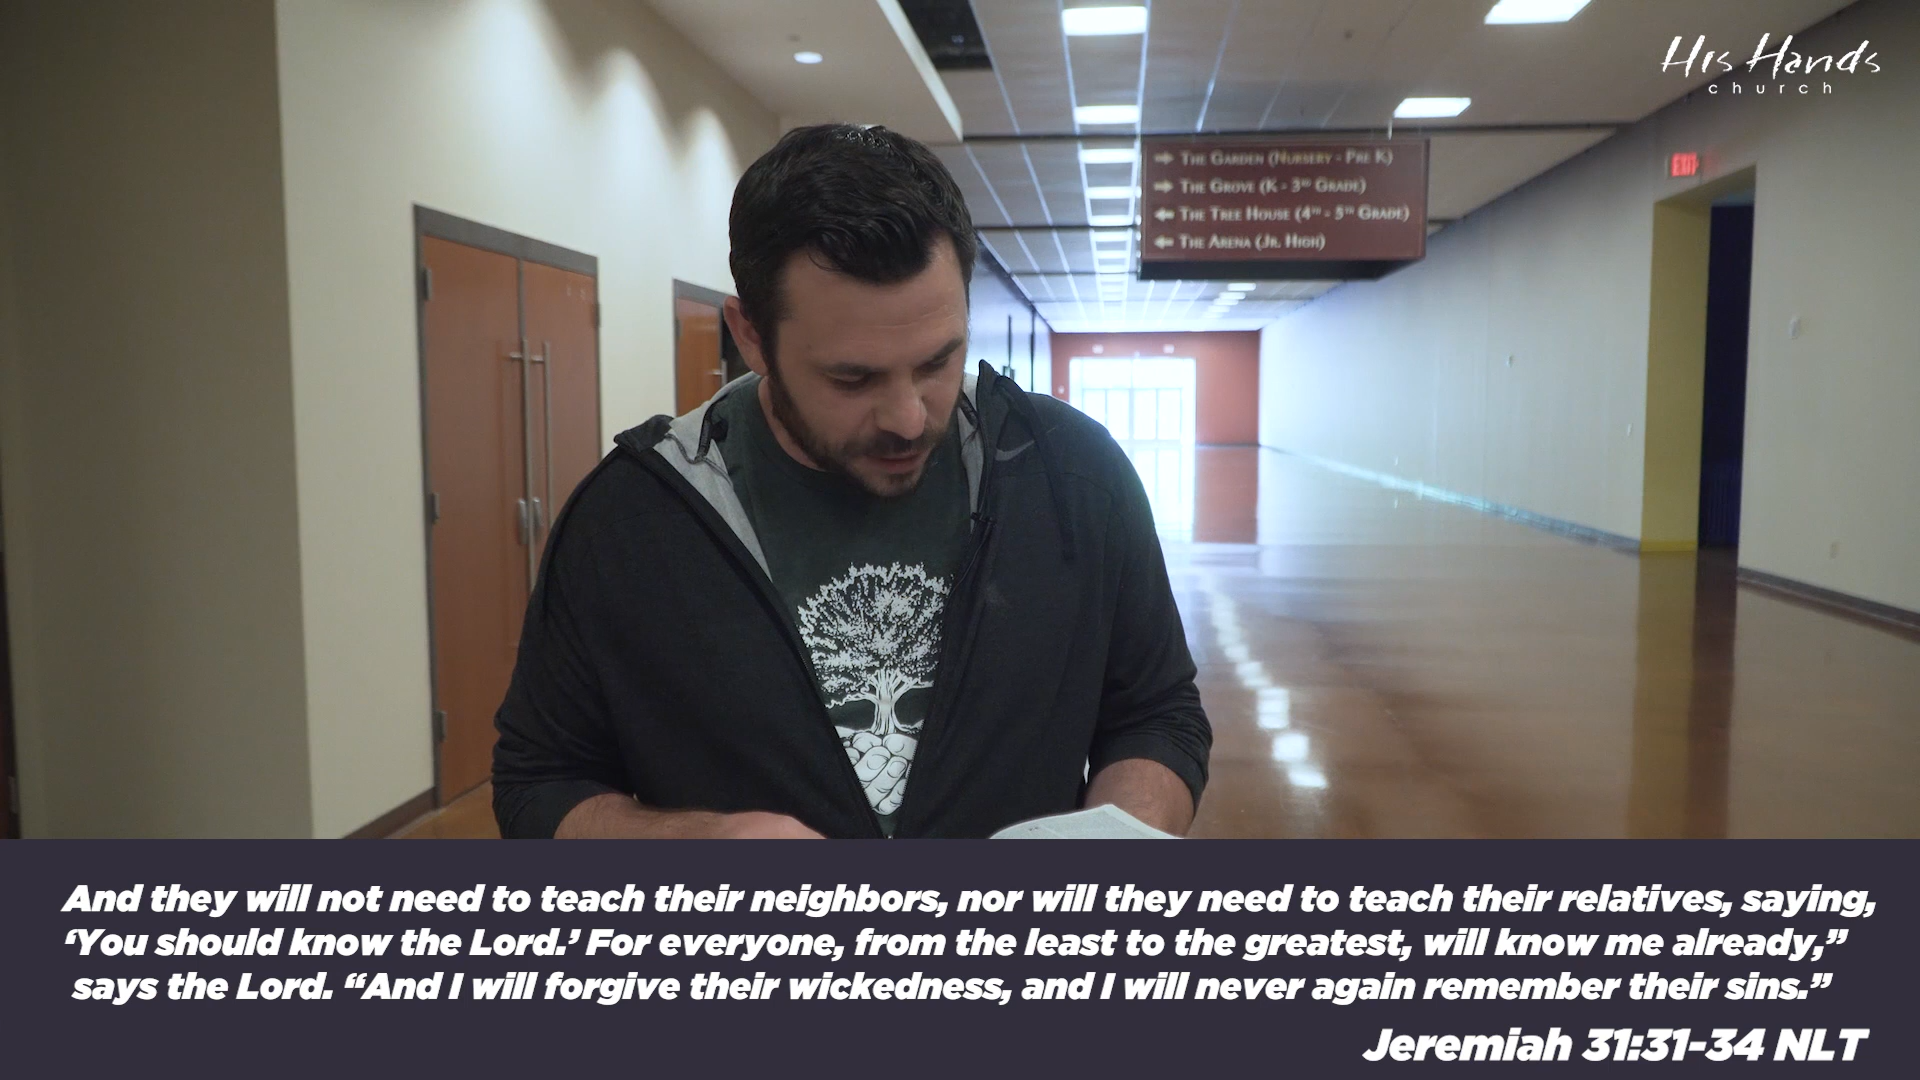 His Hands
church
→ The Garden (Nursery - Pre K)
→ The Grove (K - 3rd Grade)
← The Tree House (4th - 5th Grade)
← The Arena (Jr. High)
EXIT
And they will not need to teach their neighbors, nor will they need to teach their relatives, saying,
‘You should know the Lord.’ For everyone, from the least to the greatest, will know me already,”
says the Lord. “And I will forgive their wickedness, and I will never again remember their sins.”
Jeremiah 31:31-34 NLT